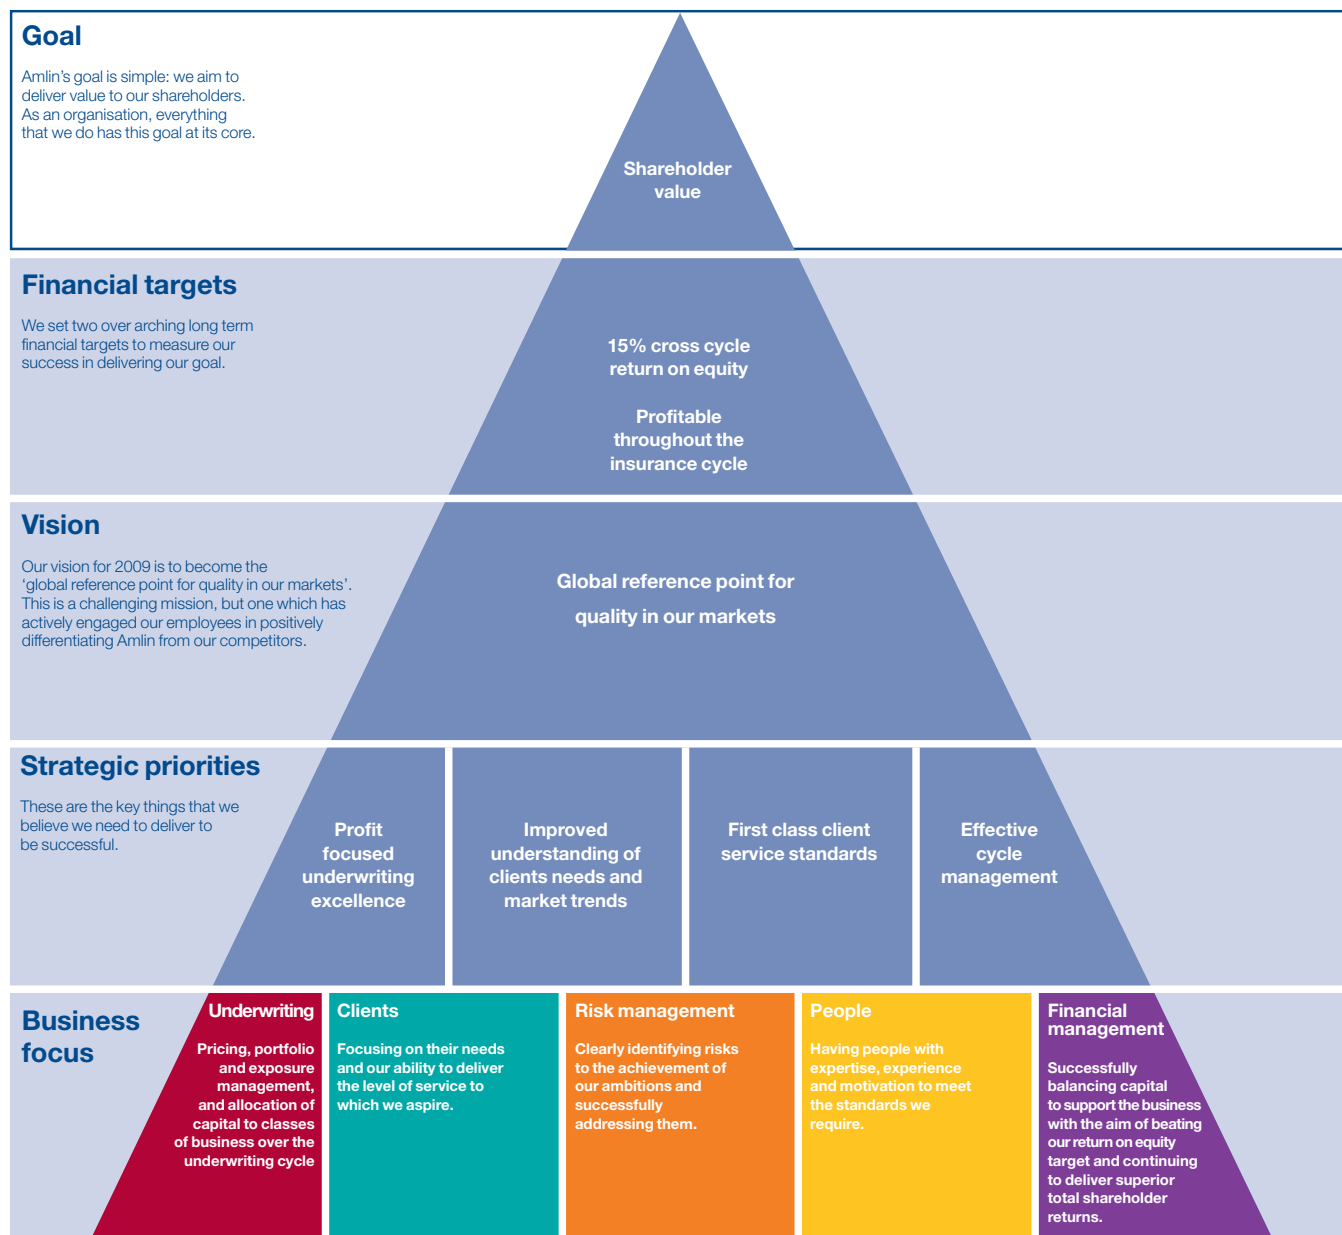 Goal
Amlin’s goal is simple: we aim to
deliver value to our shareholders.
As an organisation, everything
that we do has this goal at its core.
Shareholder
value
Financial targets
We set two over arching long term
financial targets to measure our
success in delivering our goal.
15% cross cycle
return on equity
Profitable
throughout the
insurance cycle
Vision
Our vision for 2009 is to become the
‘global reference point for quality in our markets’.
This is a challenging mission, but one which has
actively engaged our employees in positively
differentiating Amlin from our competitors.
Global reference point for
quality in our markets
Strategic priorities
These are the key things that we
believe we need to deliver to
be successful.
Profit
focused
underwriting
excellence
Improved
understanding of
clients needs and
market trends
First class client
service standards
Effective
cycle
management
Business
focus
Underwriting
Pricing, portfolio
and exposure
management,
and allocation of
capital to classes
of business over the
underwriting cycle
Clients
Focusing on their needs
and our ability to deliver
the level of service to
which we aspire.
Risk management
Clearly identifying risks
to the achievement of
our ambitions and
successfully
addressing them.
People
Having people with
expertise, experience
and motivation to meet
the standards we
require.
Financial
management
Successfully
balancing capital
to support the business
with the aim of beating
our return on equity
target and continuing
to deliver superior
total shareholder
returns.